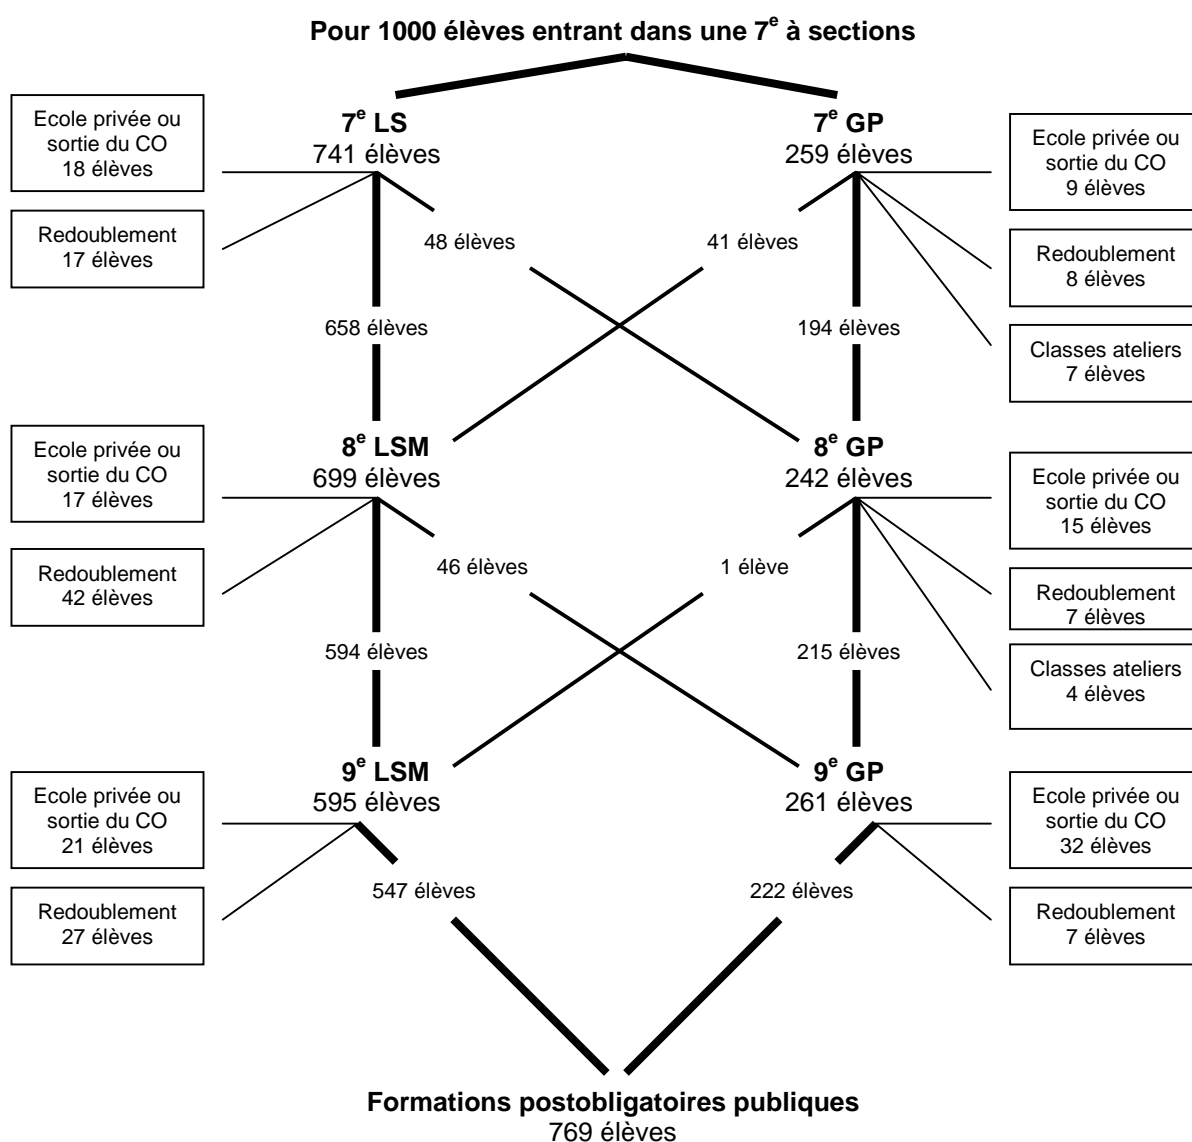 Pour 1000 élèves entrant dans une 7e à sections
Ecole privée ou
sortie du CO
18 élèves
7e LS
741 élèves
7e GP
259 élèves
Ecole privée ou
sortie du CO
9 élèves
Redoublement
17 élèves
48 élèves
41 élèves
Redoublement
8 élèves
658 élèves
194 élèves
Classes ateliers
7 élèves
Ecole privée ou
sortie du CO
17 élèves
8e LSM
699 élèves
8e GP
242 élèves
Ecole privée ou
sortie du CO
15 élèves
Redoublement
42 élèves
46 élèves
1 élève
Redoublement
7 élèves
594 élèves
215 élèves
Classes ateliers
4 élèves
Ecole privée ou
sortie du CO
21 élèves
9e LSM
595 élèves
9e GP
261 élèves
Ecole privée ou
sortie du CO
32 élèves
Redoublement
27 élèves
547 élèves
222 élèves
Redoublement
7 élèves
Formations postobligatoires publiques
769 élèves